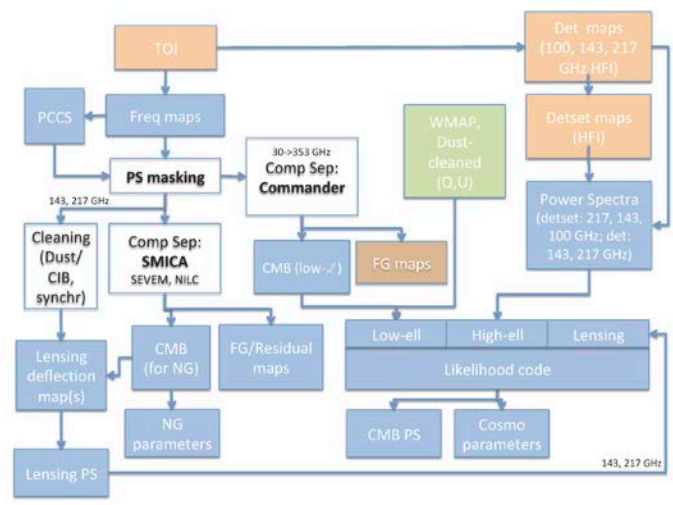 TOI
Det maps
(100, 143, 217
GHz HFI)
PCCS
Freq maps
WMAP,
Dust-
cleaned
(Q,U)
Detset maps
(HFI)
30->353 GHz
Comp Sep:
Commander
PS masking
143, 217 GHz
Power Spectra
(detset: 217, 143,
100 GHz; det:
143, 217 GHz)
Cleaning
(Dust/
CIB,
synchr)
Comp Sep:
SMICA
SEVEM, NILC
CMB (low-ℓ)
FG maps
Low-ell
High-ell
Lensing
Likelihood code
Lensing
deflection
map(s)
CMB
(for NG)
FG/Residual
maps
NG
parameters
CMB PS
Cosmo
parameters
Lensing PS
143, 217 GHz